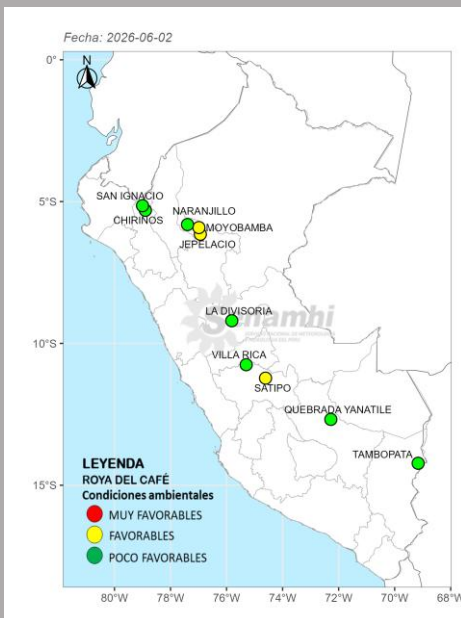 Fecha: 2026-06-02
N
0°
5°S
10°S
15°S
SAN IGNACIO
CHIRINOS
NARANJILLO
MOYOBAMBA
JEPELACIO
LA DIVISORIA
Senamhi
VILLA RICA
SATIPO
QUEBRADA YANATILE
TAMBOPATA
LEYENDA
ROYA DEL CAFÉ
Condiciones ambientales
MUY FAVORABLES
FAVORABLES
POCO FAVORABLES
80°W 78°W 76°W 74°W 72°W 70°W 68°W